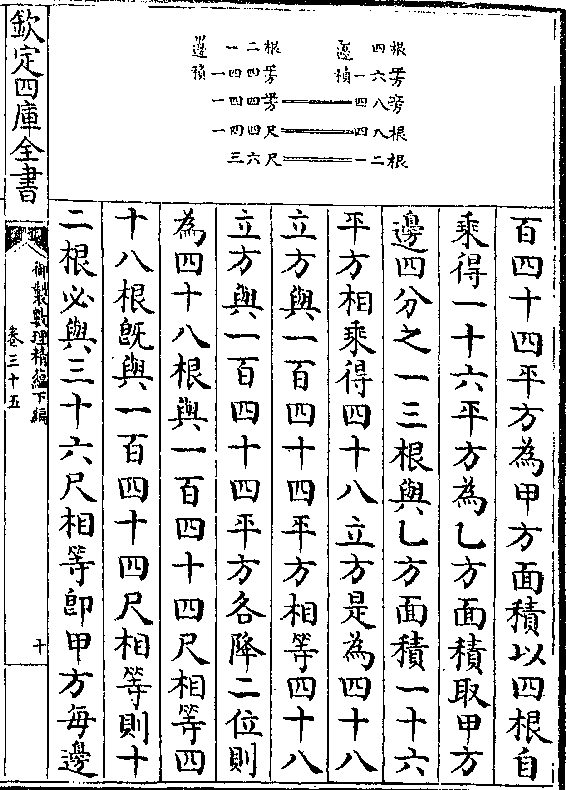 邊一二根　邊四根
積一四四芳　積一六芳
一四四芳　四八旁
一四四尺　四八根
三六尺　一二根
百四十四平方為甲方面積以四根自
乘得一十六平方為乙方面積取甲方
邊四分之一三根與乙方面積一十六
平方相乘得四十八立方是為四十八
立方與一百四十四平方相等四十八
立方與一百四十四平方各降二位則
為四十八根與一百四十四尺相等四
十八根既與一百四十四尺相等則十
二根必與三十六尺相等即甲方每邊
欽定四庫全書
御製數理精蘊下編
卷三十五
十